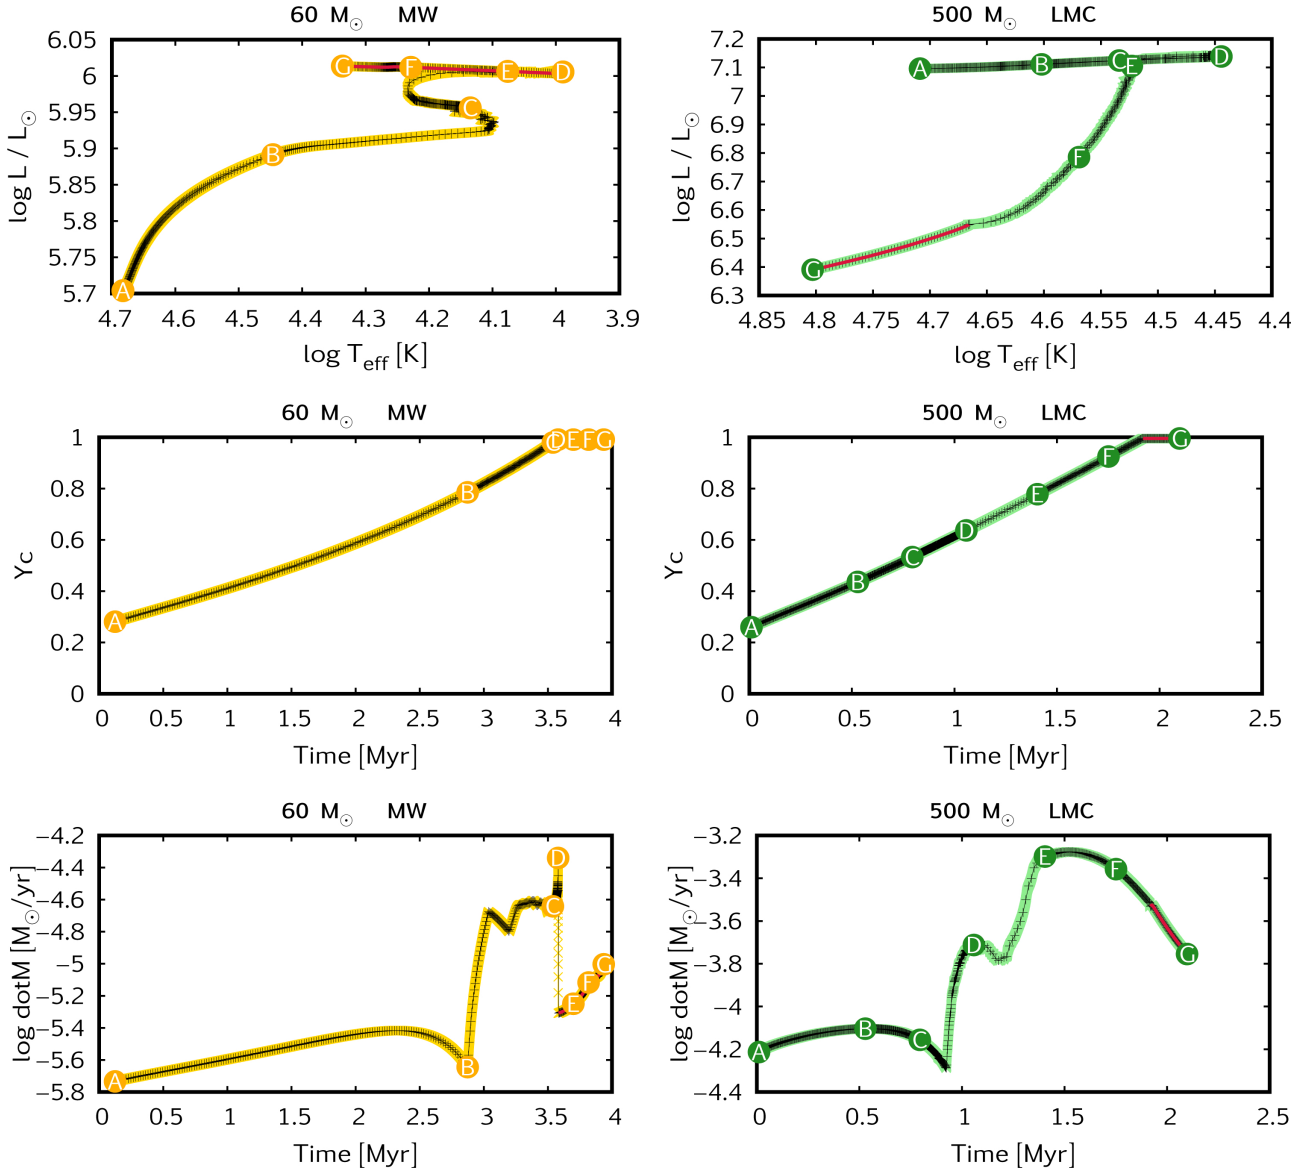 60 M☉ MW
6.05
6
5.95
5.9
5.85
5.8
5.75
5.7
log L / L☉
4.7 4.6 4.5 4.4 4.3 4.2 4.1 4 3.9
log Teff [K]
A B C D E F G
500 M☉ LMC
7.2
7.1
7
6.9
6.8
6.7
6.6
6.5
6.4
6.3
log L / L☉
4.85 4.8 4.75 4.7 4.65 4.6 4.55 4.5 4.45 4.4
log Teff [K]
A B C D E F G
60 M☉ MW
1
0.8
0.6
0.4
0.2
0
Yc
0 0.5 1 1.5 2 2.5 3 3.5 4
Time [Myr]
A B C D E F G
500 M☉ LMC
1
0.8
0.6
0.4
0.2
0
Yc
0 0.5 1 1.5 2 2.5
Time [Myr]
A B C D E F G
60 M☉ MW
−4.2
−4.4
−4.6
−4.8
−5
−5.2
−5.4
−5.6
−5.8
log dotM [M☉/yr]
0 0.5 1 1.5 2 2.5 3 3.5 4
Time [Myr]
A B C D E F G
500 M☉ LMC
−3.2
−3.4
−3.6
−3.8
−4
−4.2
−4.4
log dotM [M☉/yr]
0 0.5 1 1.5 2 2.5
Time [Myr]
A B C D E F G